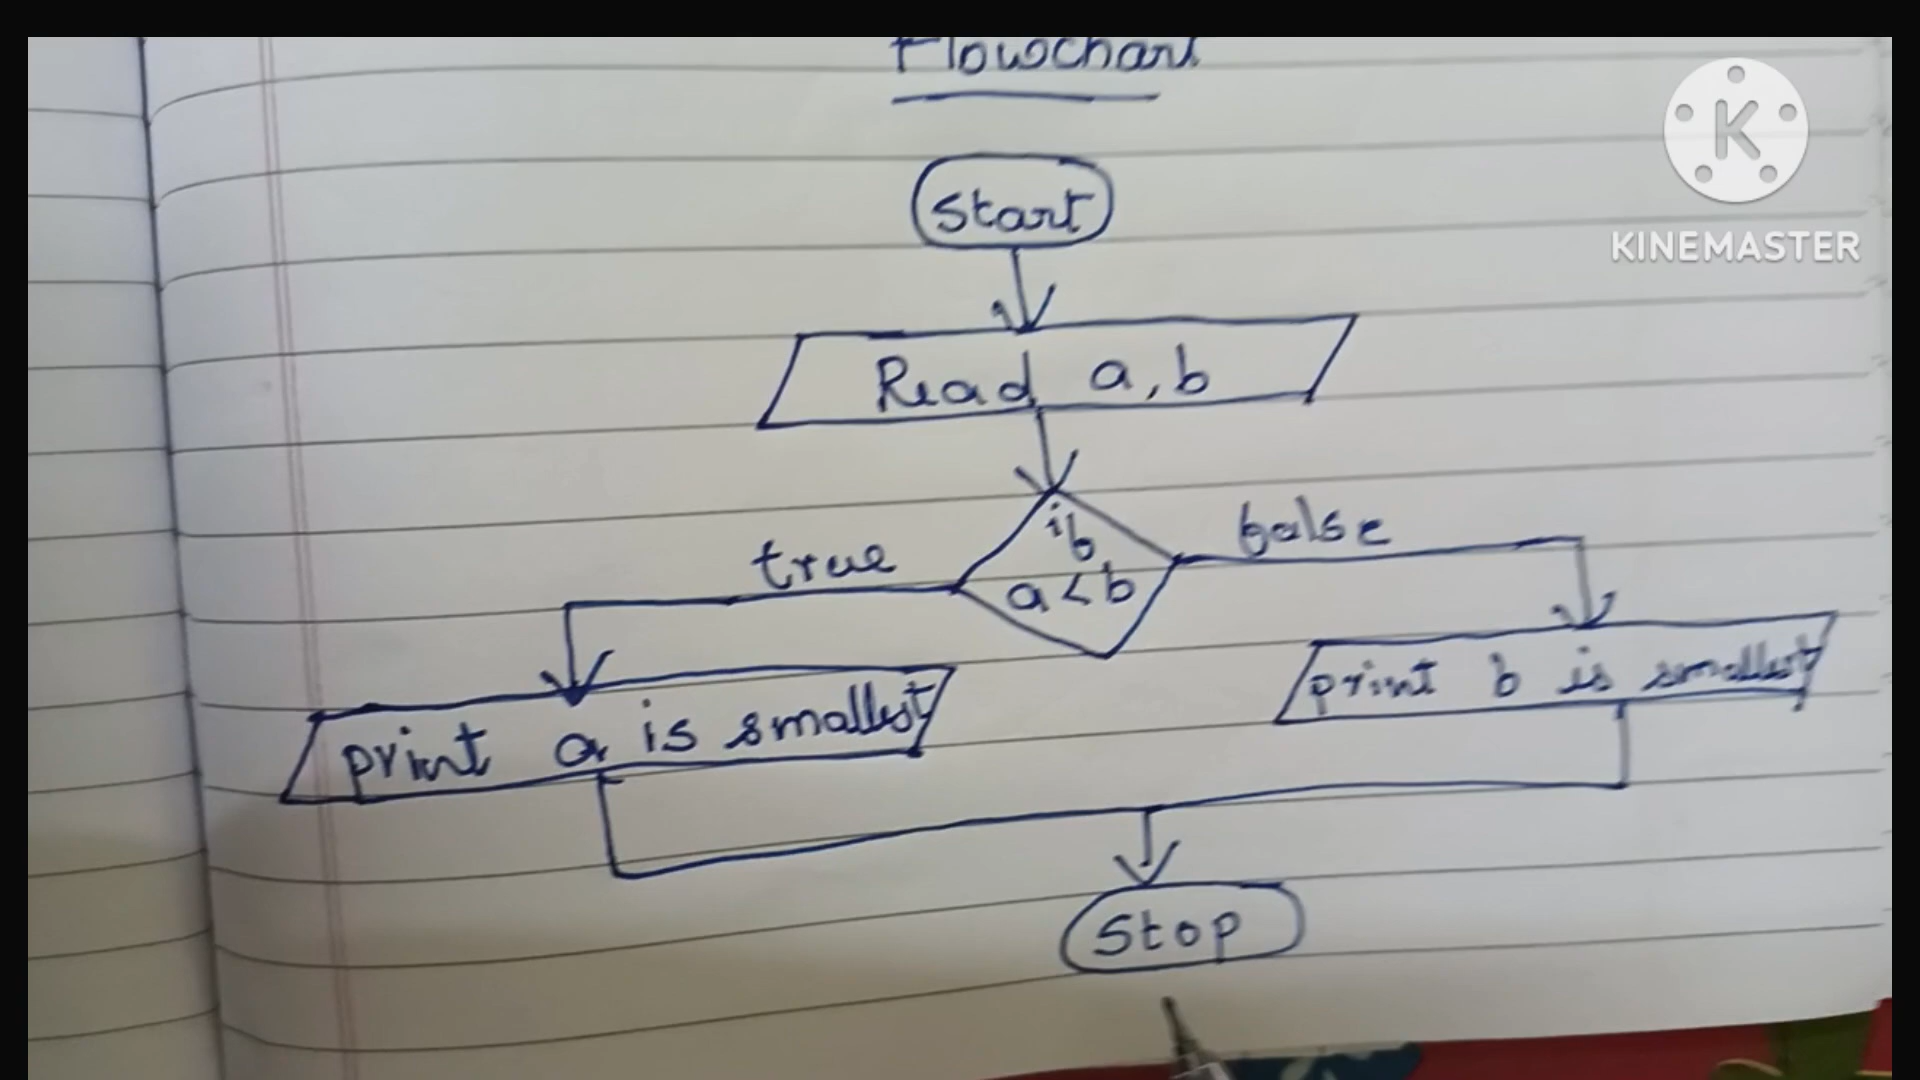 Flowchart
K
KINEMASTER
Start
Read a, b
if
a < b
true
false
print a is smallest
print b is smallest
Stop